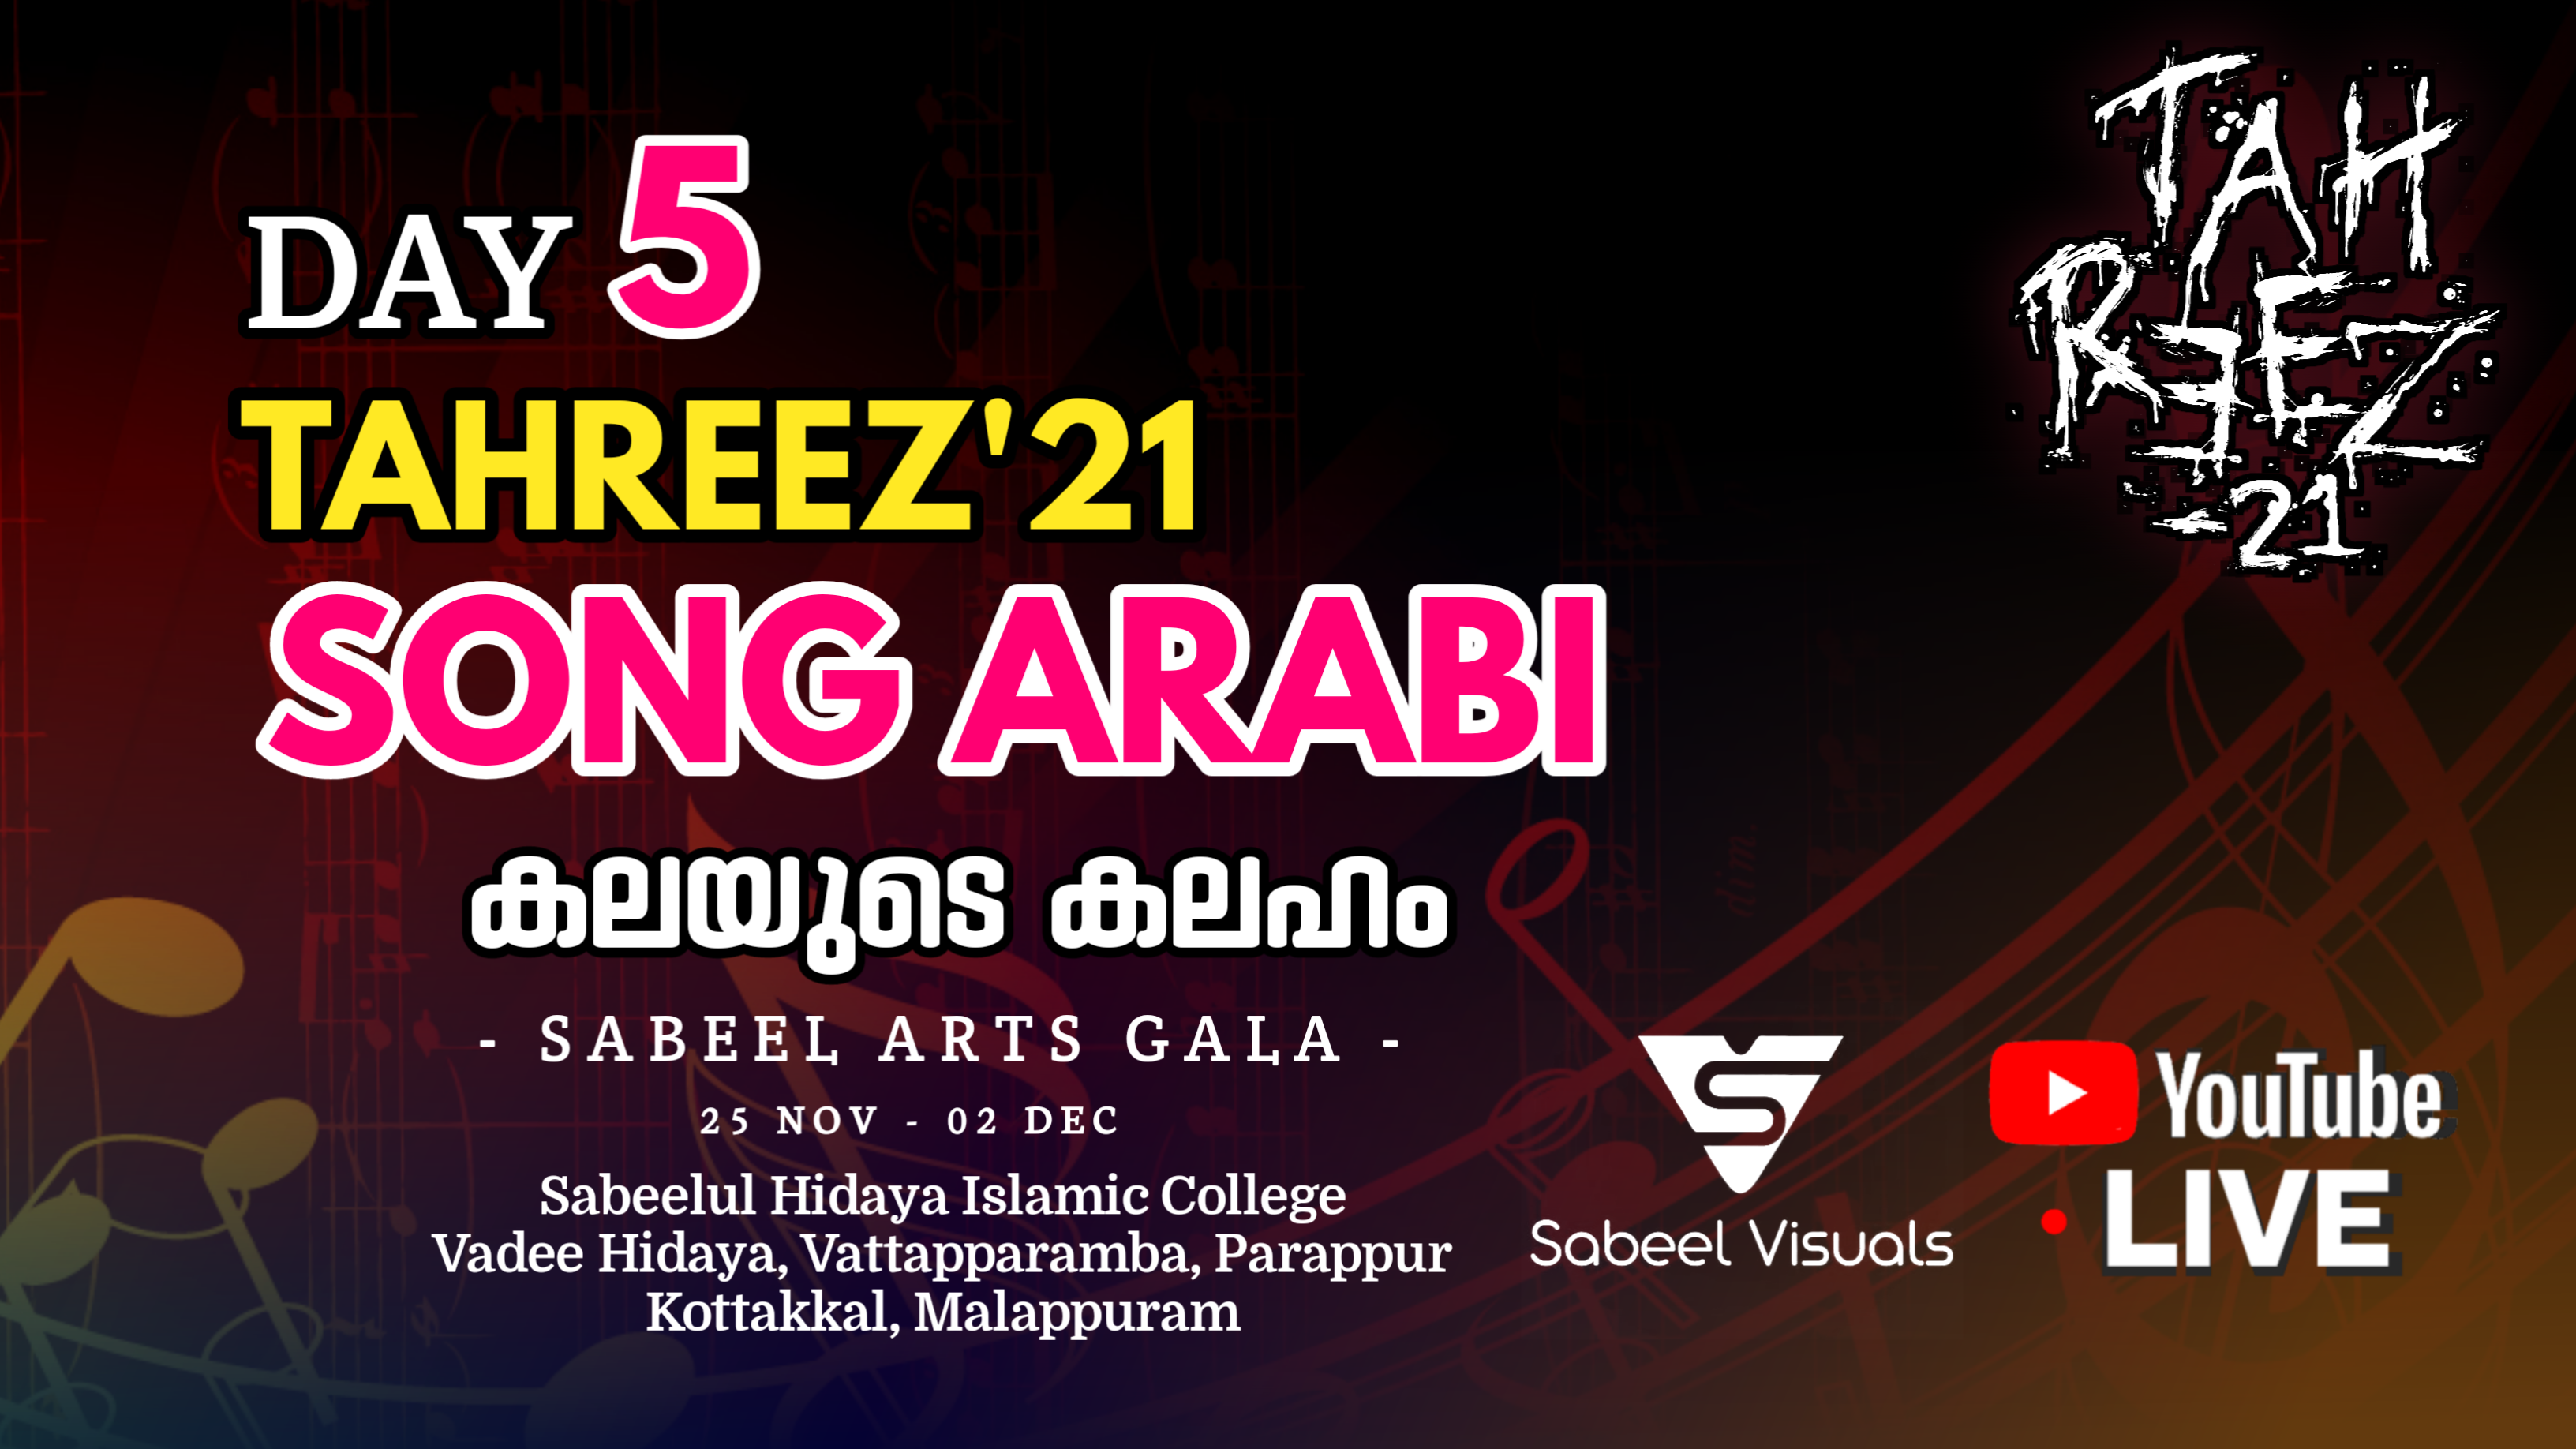 DAY 5
TAHREEZ'21
SONG ARABI
കലയുടെ കലഹം
- SABEEL ARTS GALA -
25 NOV - 02 DEC
Sabeelul Hidaya Islamic College
Vadee Hidaya, Vattapparamba, Parappur
Kottakkal, Malappuram
TAH
REEZ
-21
Sabeel Visuals
YouTube
LIVE
dim.